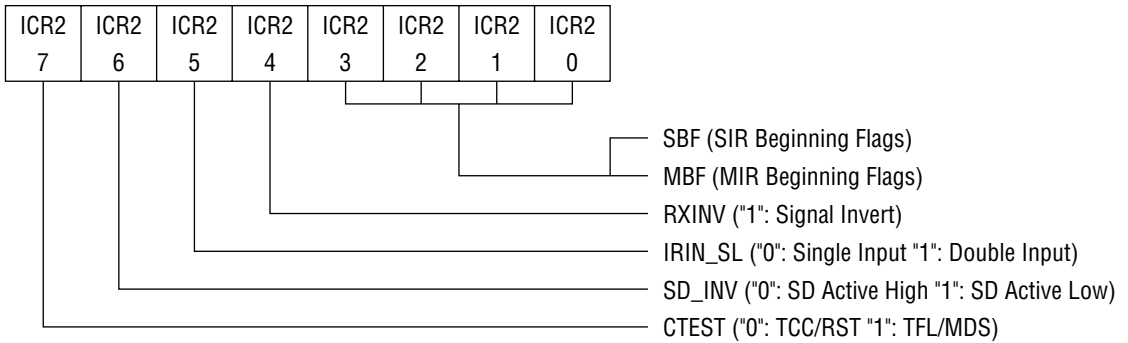 ICR2 ICR2 ICR2 ICR2 ICR2 ICR2 ICR2 ICR2
7 6 5 4 3 2 1 0
SBF (SIR Beginning Flags)
MBF (MIR Beginning Flags)
RXINV ("1": Signal Invert)
IRIN_SL ("0": Single Input "1": Double Input)
SD_INV ("0": SD Active High "1": SD Active Low)
CTEST ("0": TCC/RST "1": TFL/MDS)